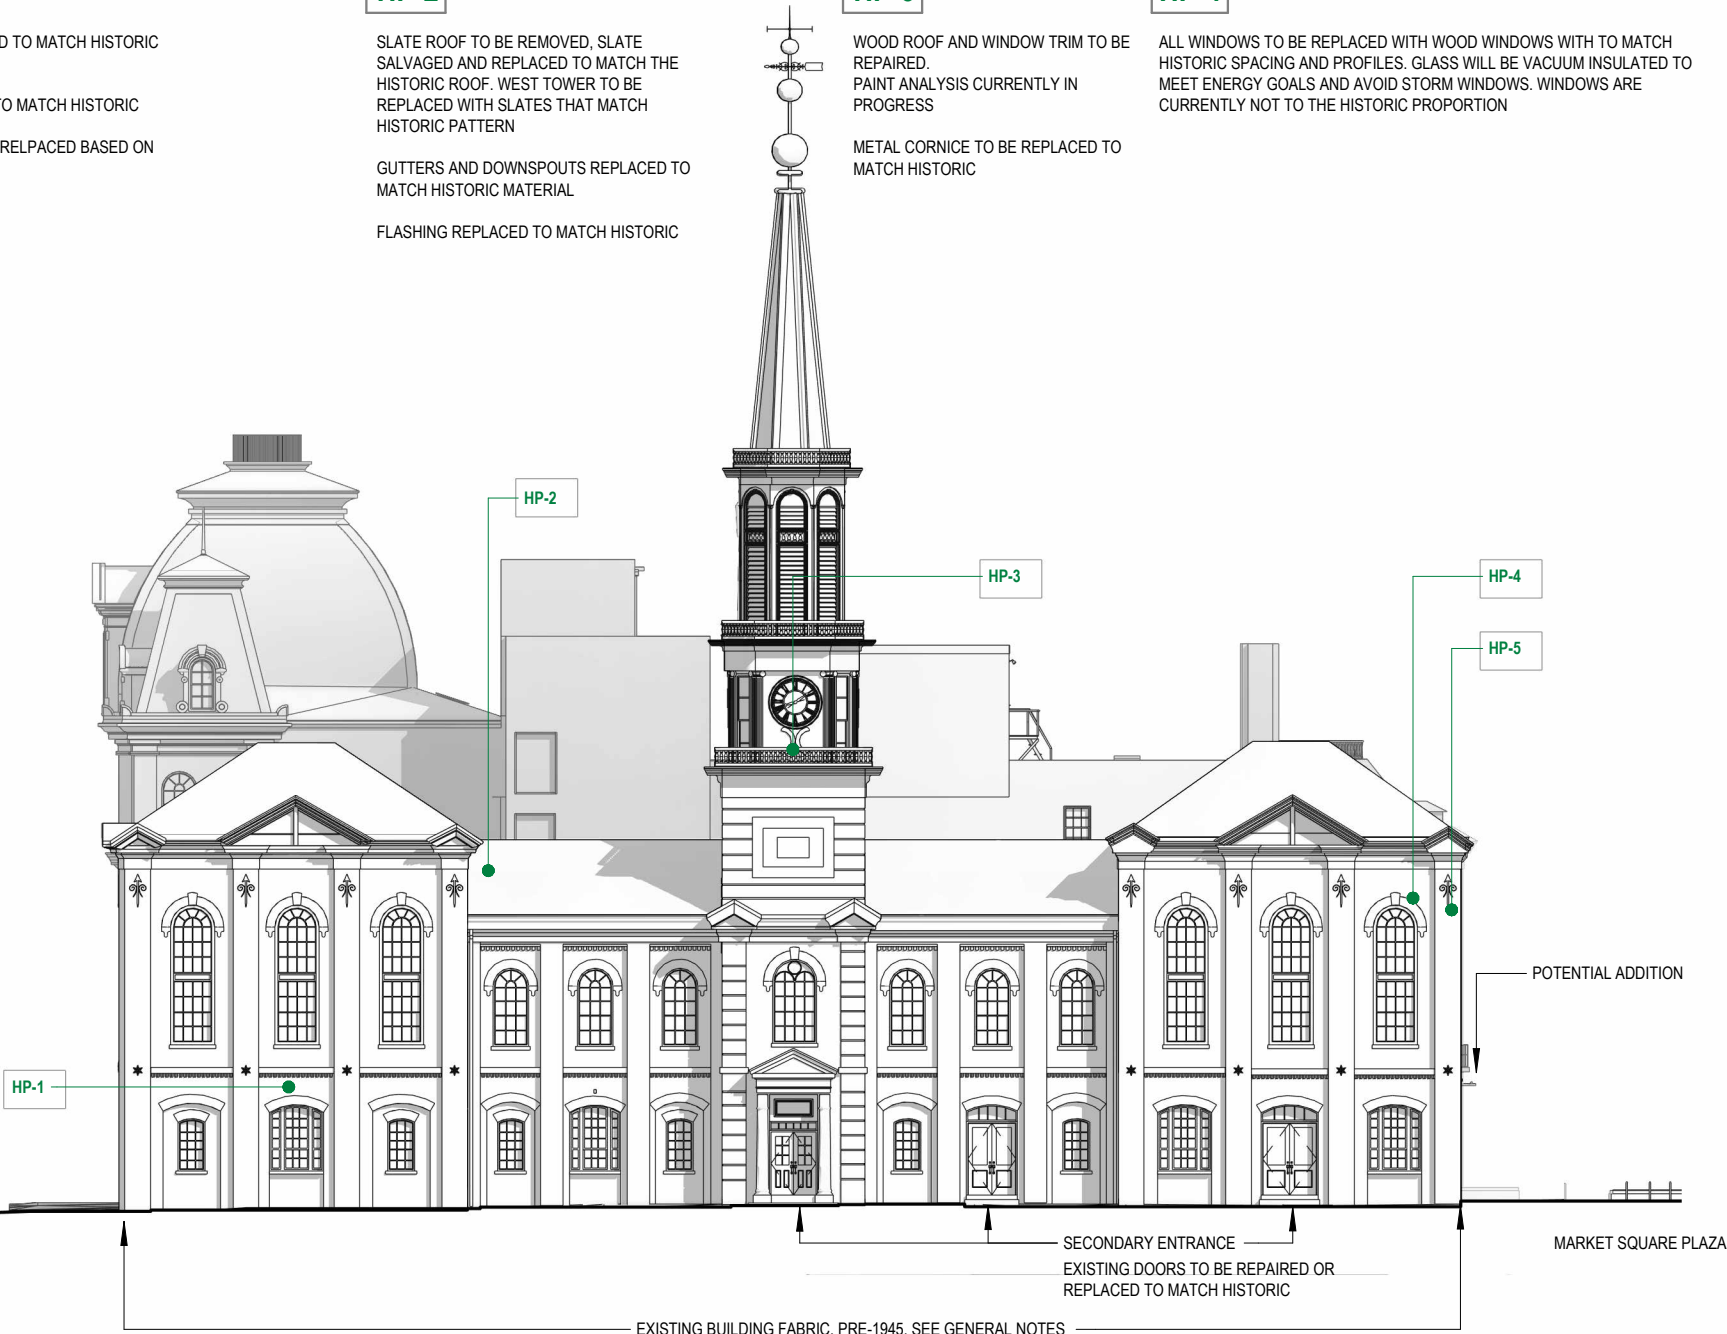 D TO MATCH HISTORIC
TO MATCH HISTORIC
RELPACED BASED ON
SLATE ROOF TO BE REMOVED, SLATE
SALVAGED AND REPLACED TO MATCH THE
HISTORIC ROOF. WEST TOWER TO BE
REPLACED WITH SLATES THAT MATCH
HISTORIC PATTERN
GUTTERS AND DOWNSPOUTS REPLACED TO
MATCH HISTORIC MATERIAL
FLASHING REPLACED TO MATCH HISTORIC
WOOD ROOF AND WINDOW TRIM TO BE
REPAIRED.
PAINT ANALYSIS CURRENTLY IN
PROGRESS
METAL CORNICE TO BE REPLACED TO
MATCH HISTORIC
ALL WINDOWS TO BE REPLACED WITH WOOD WINDOWS WITH TO MATCH
HISTORIC SPACING AND PROFILES. GLASS WILL BE VACUUM INSULATED TO
MEET ENERGY GOALS AND AVOID STORM WINDOWS. WINDOWS ARE
CURRENTLY NOT TO THE HISTORIC PROPORTION
HP-2
HP-3
HP-4
HP-5
POTENTIAL ADDITION
HP-1
SECONDARY ENTRANCE
EXISTING DOORS TO BE REPAIRED OR
REPLACED TO MATCH HISTORIC
MARKET SQUARE PLAZA
EXISTING BUILDING FABRIC, PRE-1945, SEE GENERAL NOTES